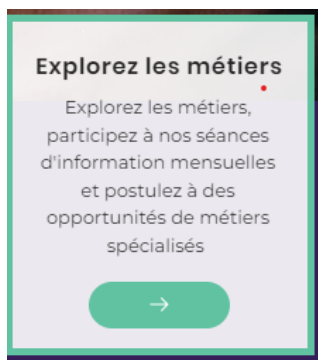 Explorez les métiers
Explorez les métiers,
participez à nos séances
d'information mensuelles
et postulez à des
opportunités de métiers
spécialisés